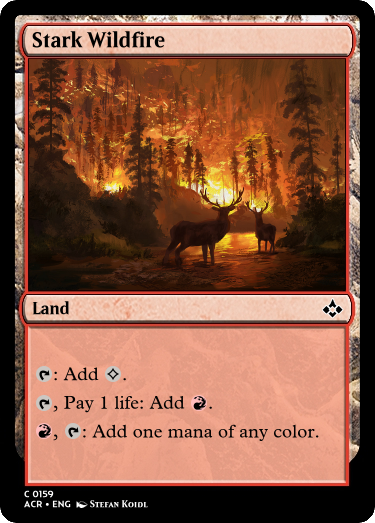 Stark Wildfire
Land
: Add .
, Pay 1 life: Add .
, : Add one mana of any color.
C 0159
ACR • ENG Stefan Koidl